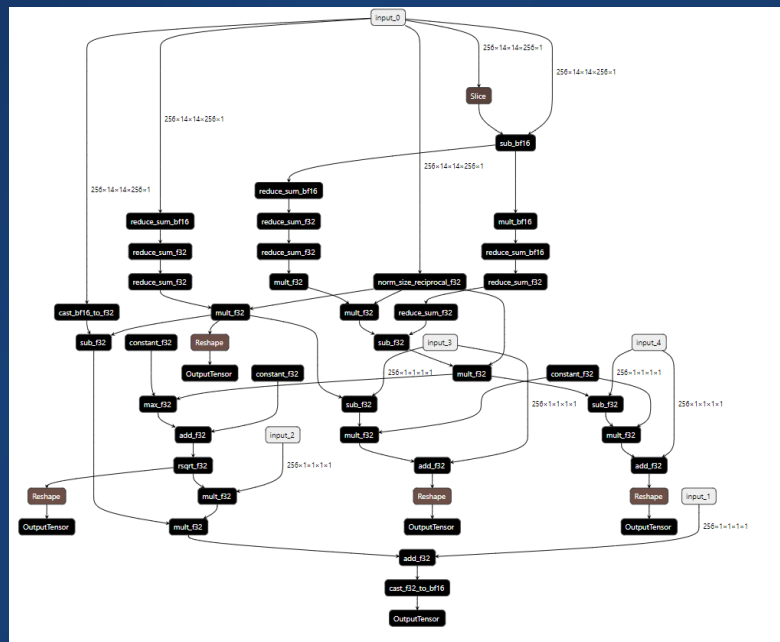 input_0
256×14×14×256×1
256×14×14×256×1
Slice
256×14×14×256×1
sub_bf16
256×14×14×256×1
256×14×14×256×1
reduce_sum_bf16
reduce_sum_bf16
reduce_sum_f32
mult_bf16
reduce_sum_f32
reduce_sum_f32
reduce_sum_bf16
reduce_sum_f32
mult_f32
norm_size_reciprocal_f32
reduce_sum_f32
cast_bf16_to_f32
mult_f32
mult_f32
reduce_sum_f32
sub_f32
constant_f32
Reshape
sub_f32
input_3
input_4
OutputTensor
constant_f32
256×1×1×1×1
mult_f32
constant_f32
256×1×1×1×1
max_f32
sub_f32
256×1×1×1×1
sub_f32
256×1×1×1×1
add_f32
input_2
mult_f32
mult_f32
rsqrt_f32
256×1×1×1×1
add_f32
add_f32
Reshape
mult_f32
Reshape
Reshape
input_1
OutputTensor
mult_f32
OutputTensor
OutputTensor
256×1×1×1×1
add_f32
cast_f32_to_bf16
OutputTensor